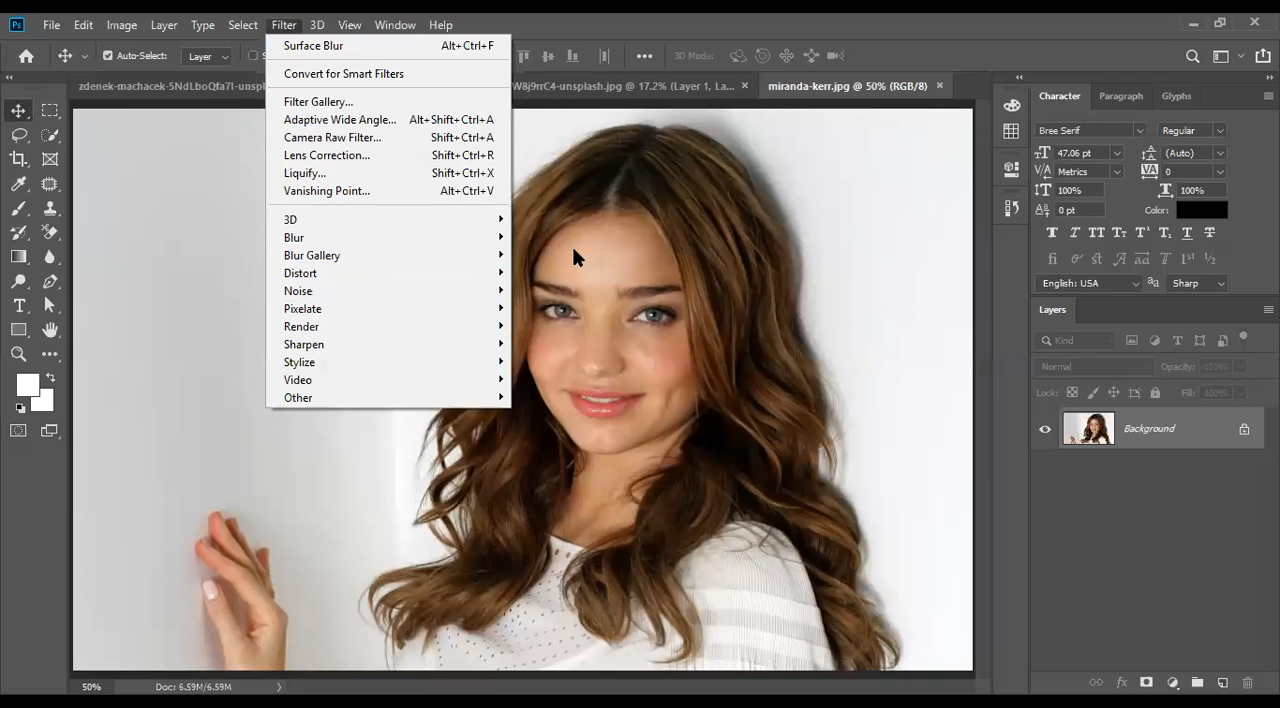 Ps File Edit Image Layer Type Select Filter 3D View Window Help
Auto-Select: Layer
3D Mode:
zdenek-machacek-5NdLboQfa7I-unspl
W8j9rrC4-unsplash.jpg @ 17.2% (Layer 1, La...
miranda-kerr.jpg @ 50% (RGB/8)
Surface Blur Alt+Ctrl+F
Convert for Smart Filters
Filter Gallery...
Adaptive Wide Angle... Alt+Shift+Ctrl+A
Camera Raw Filter... Shift+Ctrl+A
Lens Correction... Shift+Ctrl+R
Liquify... Shift+Ctrl+X
Vanishing Point... Alt+Ctrl+V
3D
Blur
Blur Gallery
Distort
Noise
Pixelate
Render
Sharpen
Stylize
Video
Other
Character Paragraph Glyphs
Bree Serif Regular
47.06 pt (Auto)
Metrics 0
100% 100%
0 pt Color:
English: USA Sharp
Layers
Kind
Normal Opacity: 100%
Lock: Fill: 100%
Background
50% Doc: 6.59M/6.59M